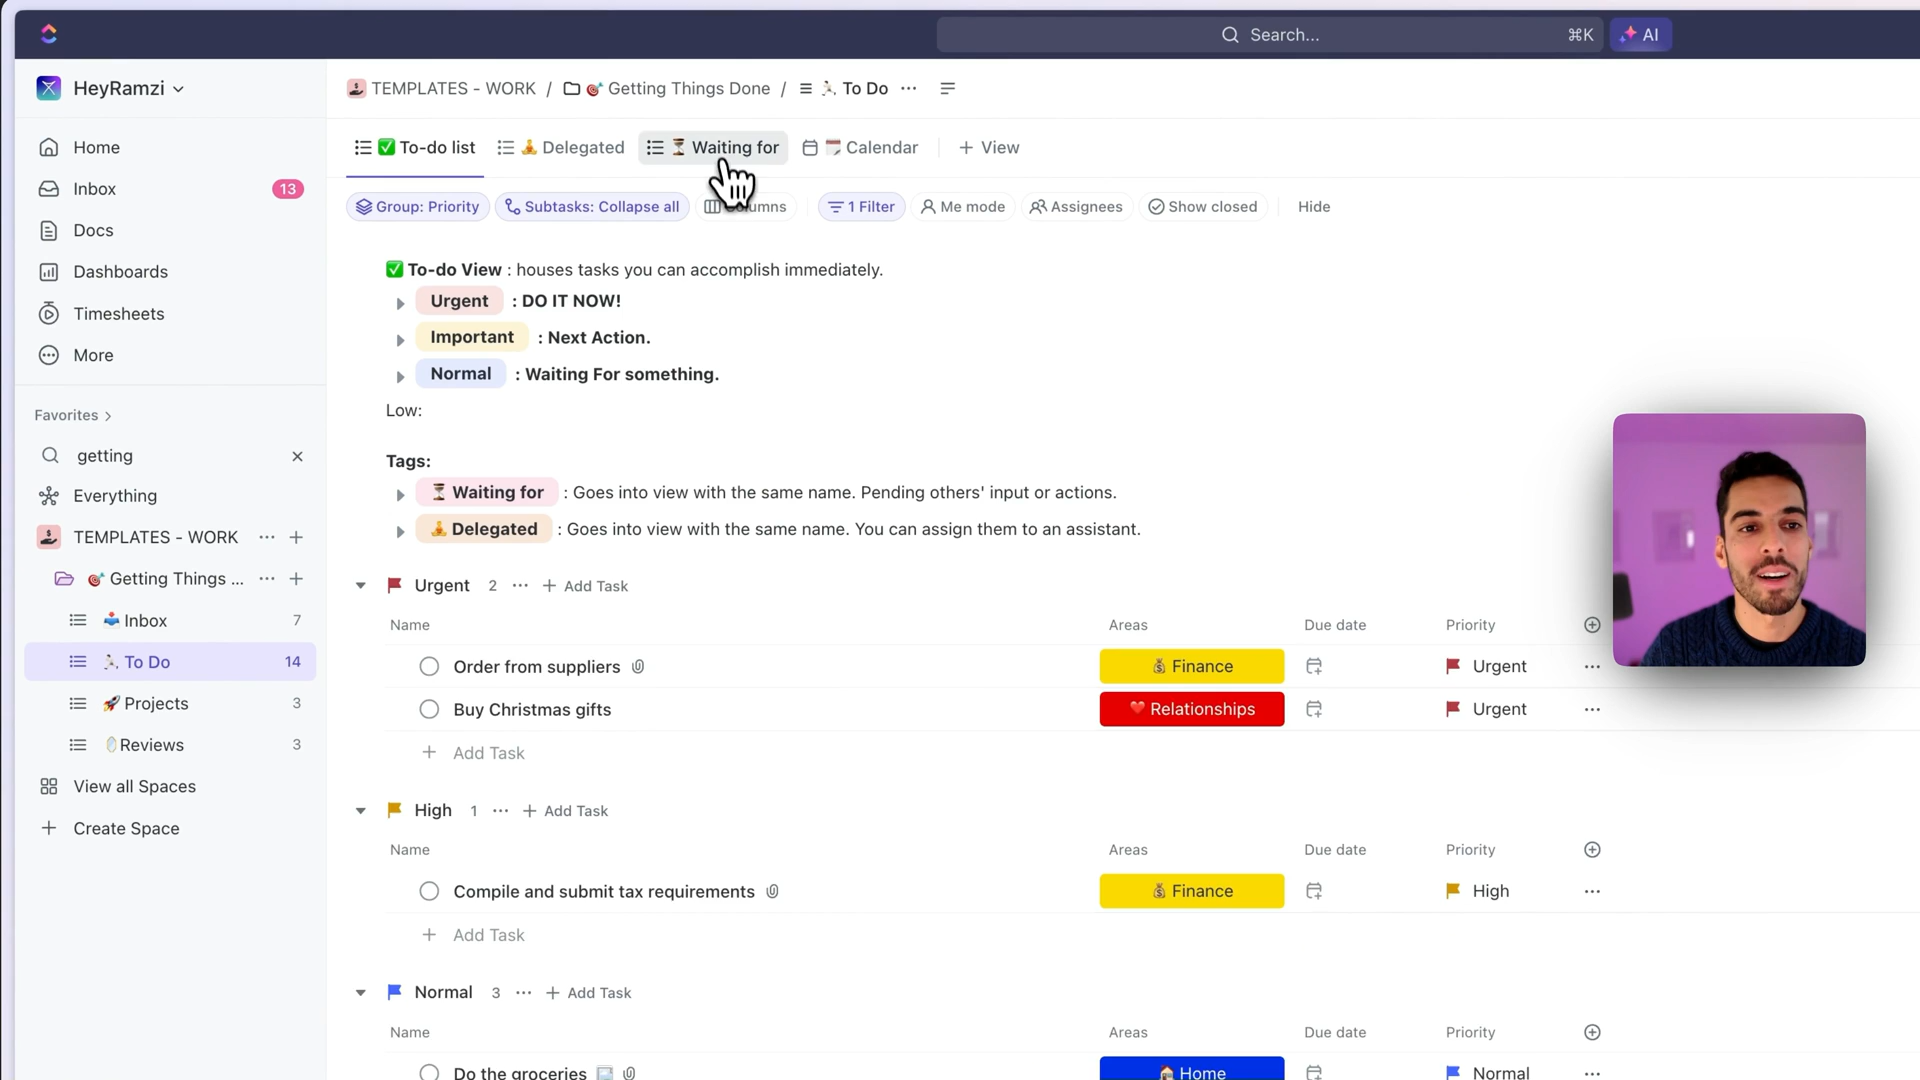 Search...
⌘K
AI
HeyRamzi
TEMPLATES - WORK / 🎯 Getting Things Done / To Do ...
Home
Inbox 13
Docs
Dashboards
Timesheets
More
Favorites
getting
Everything
TEMPLATES - WORK
Getting Things ...
Inbox 7
To Do 14
Projects 3
Reviews 3
View all Spaces
Create Space
✅ To-do list
Delegated
⏳ Waiting for
Calendar
+ View
Group: Priority
Subtasks: Collapse all
1 Filter
Me mode
Assignees
Show closed
Hide
✅ To-do View : houses tasks you can accomplish immediately.
Urgent : DO IT NOW!
Important : Next Action.
Normal : Waiting For something.
Low:
Tags:
⏳ Waiting for : Goes into view with the same name. Pending others' input or actions.
Delegated : Goes into view with the same name. You can assign them to an assistant.
Urgent 2 ... + Add Task
Name Areas Due date Priority
Order from suppliers 💰 Finance Urgent
Buy Christmas gifts ❤️ Relationships Urgent
+ Add Task
High 1 ... + Add Task
Name Areas Due date Priority
Compile and submit tax requirements 💰 Finance High
+ Add Task
Normal 3 ... + Add Task
Name Areas Due date Priority
Do the groceries 🏠 Home Normal